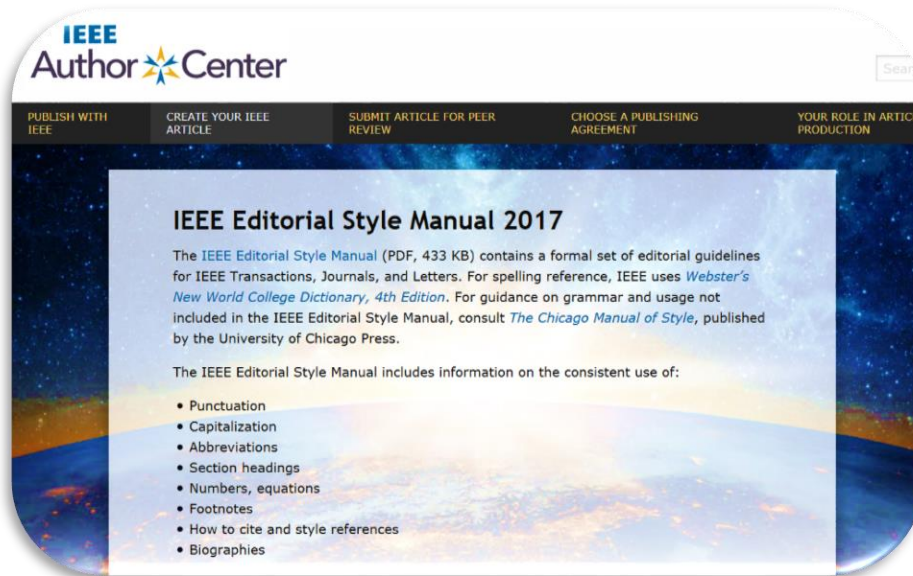 IEEE
Author Center
PUBLISH WITH
IEEE
CREATE YOUR IEEE
ARTICLE
SUBMIT ARTICLE FOR PEER
REVIEW
CHOOSE A PUBLISHING
AGREEMENT
YOUR ROLE IN
PRODUCTION
IEEE Editorial Style Manual 2017
The IEEE Editorial Style Manual (PDF, 433 KB) contains a formal set of editorial guidelines
for IEEE Transactions, Journals, and Letters. For spelling reference, IEEE uses Webster's
New World College Dictionary, 4th Edition. For guidance on grammar and usage not
included in the IEEE Editorial Style Manual, consult The Chicago Manual of Style, published
by the University of Chicago Press.
The IEEE Editorial Style Manual includes information on the consistent use of:
• Punctuation
• Capitalization
• Abbreviations
• Section headings
• Numbers, equations
• Footnotes
• How to cite and style references
• Biographies